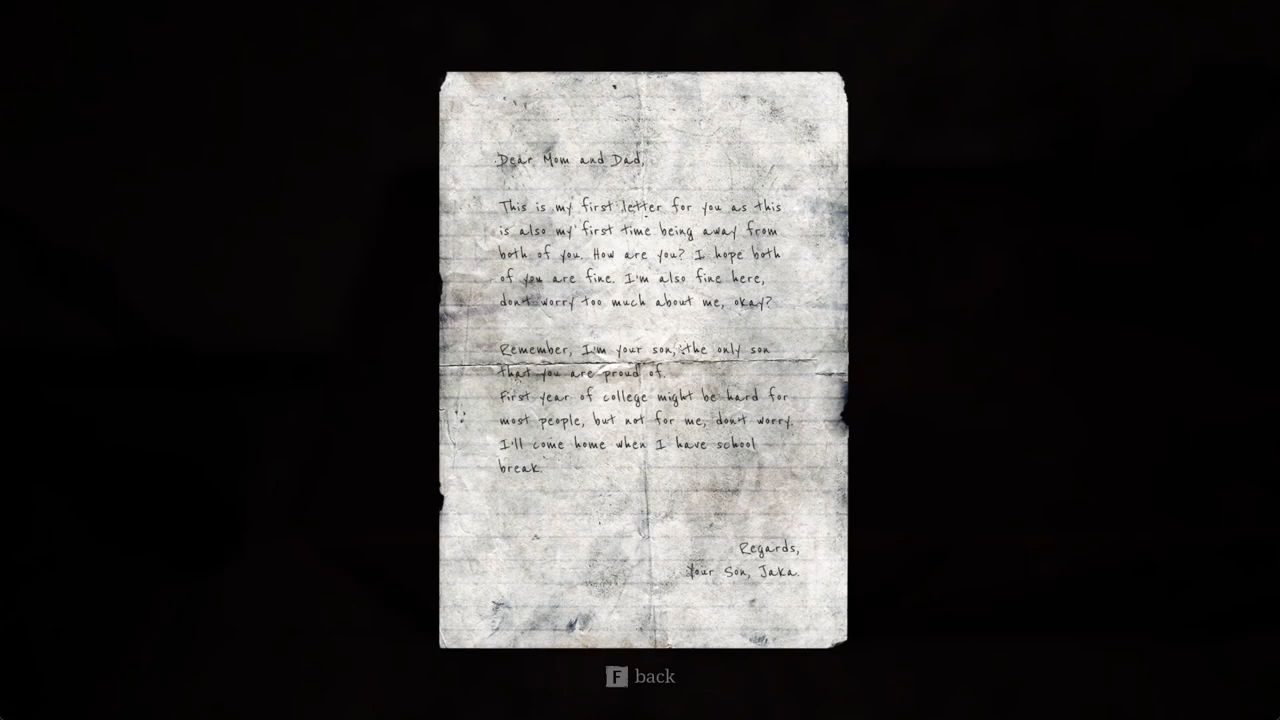 Dear Mom and Dad,
This is my first letter for you as this
is also my first time being away from
both of you. How are you? I hope both
of you are fine. I'm also fine here,
don't worry too much about me, okay?
Remember, I'm your son, the only son
that you are proud of.
First year of college might be hard for
most people, but not for me, don't worry.
I'll come home when I have school
break.
Regards,
Your Son, Jaka.
F back